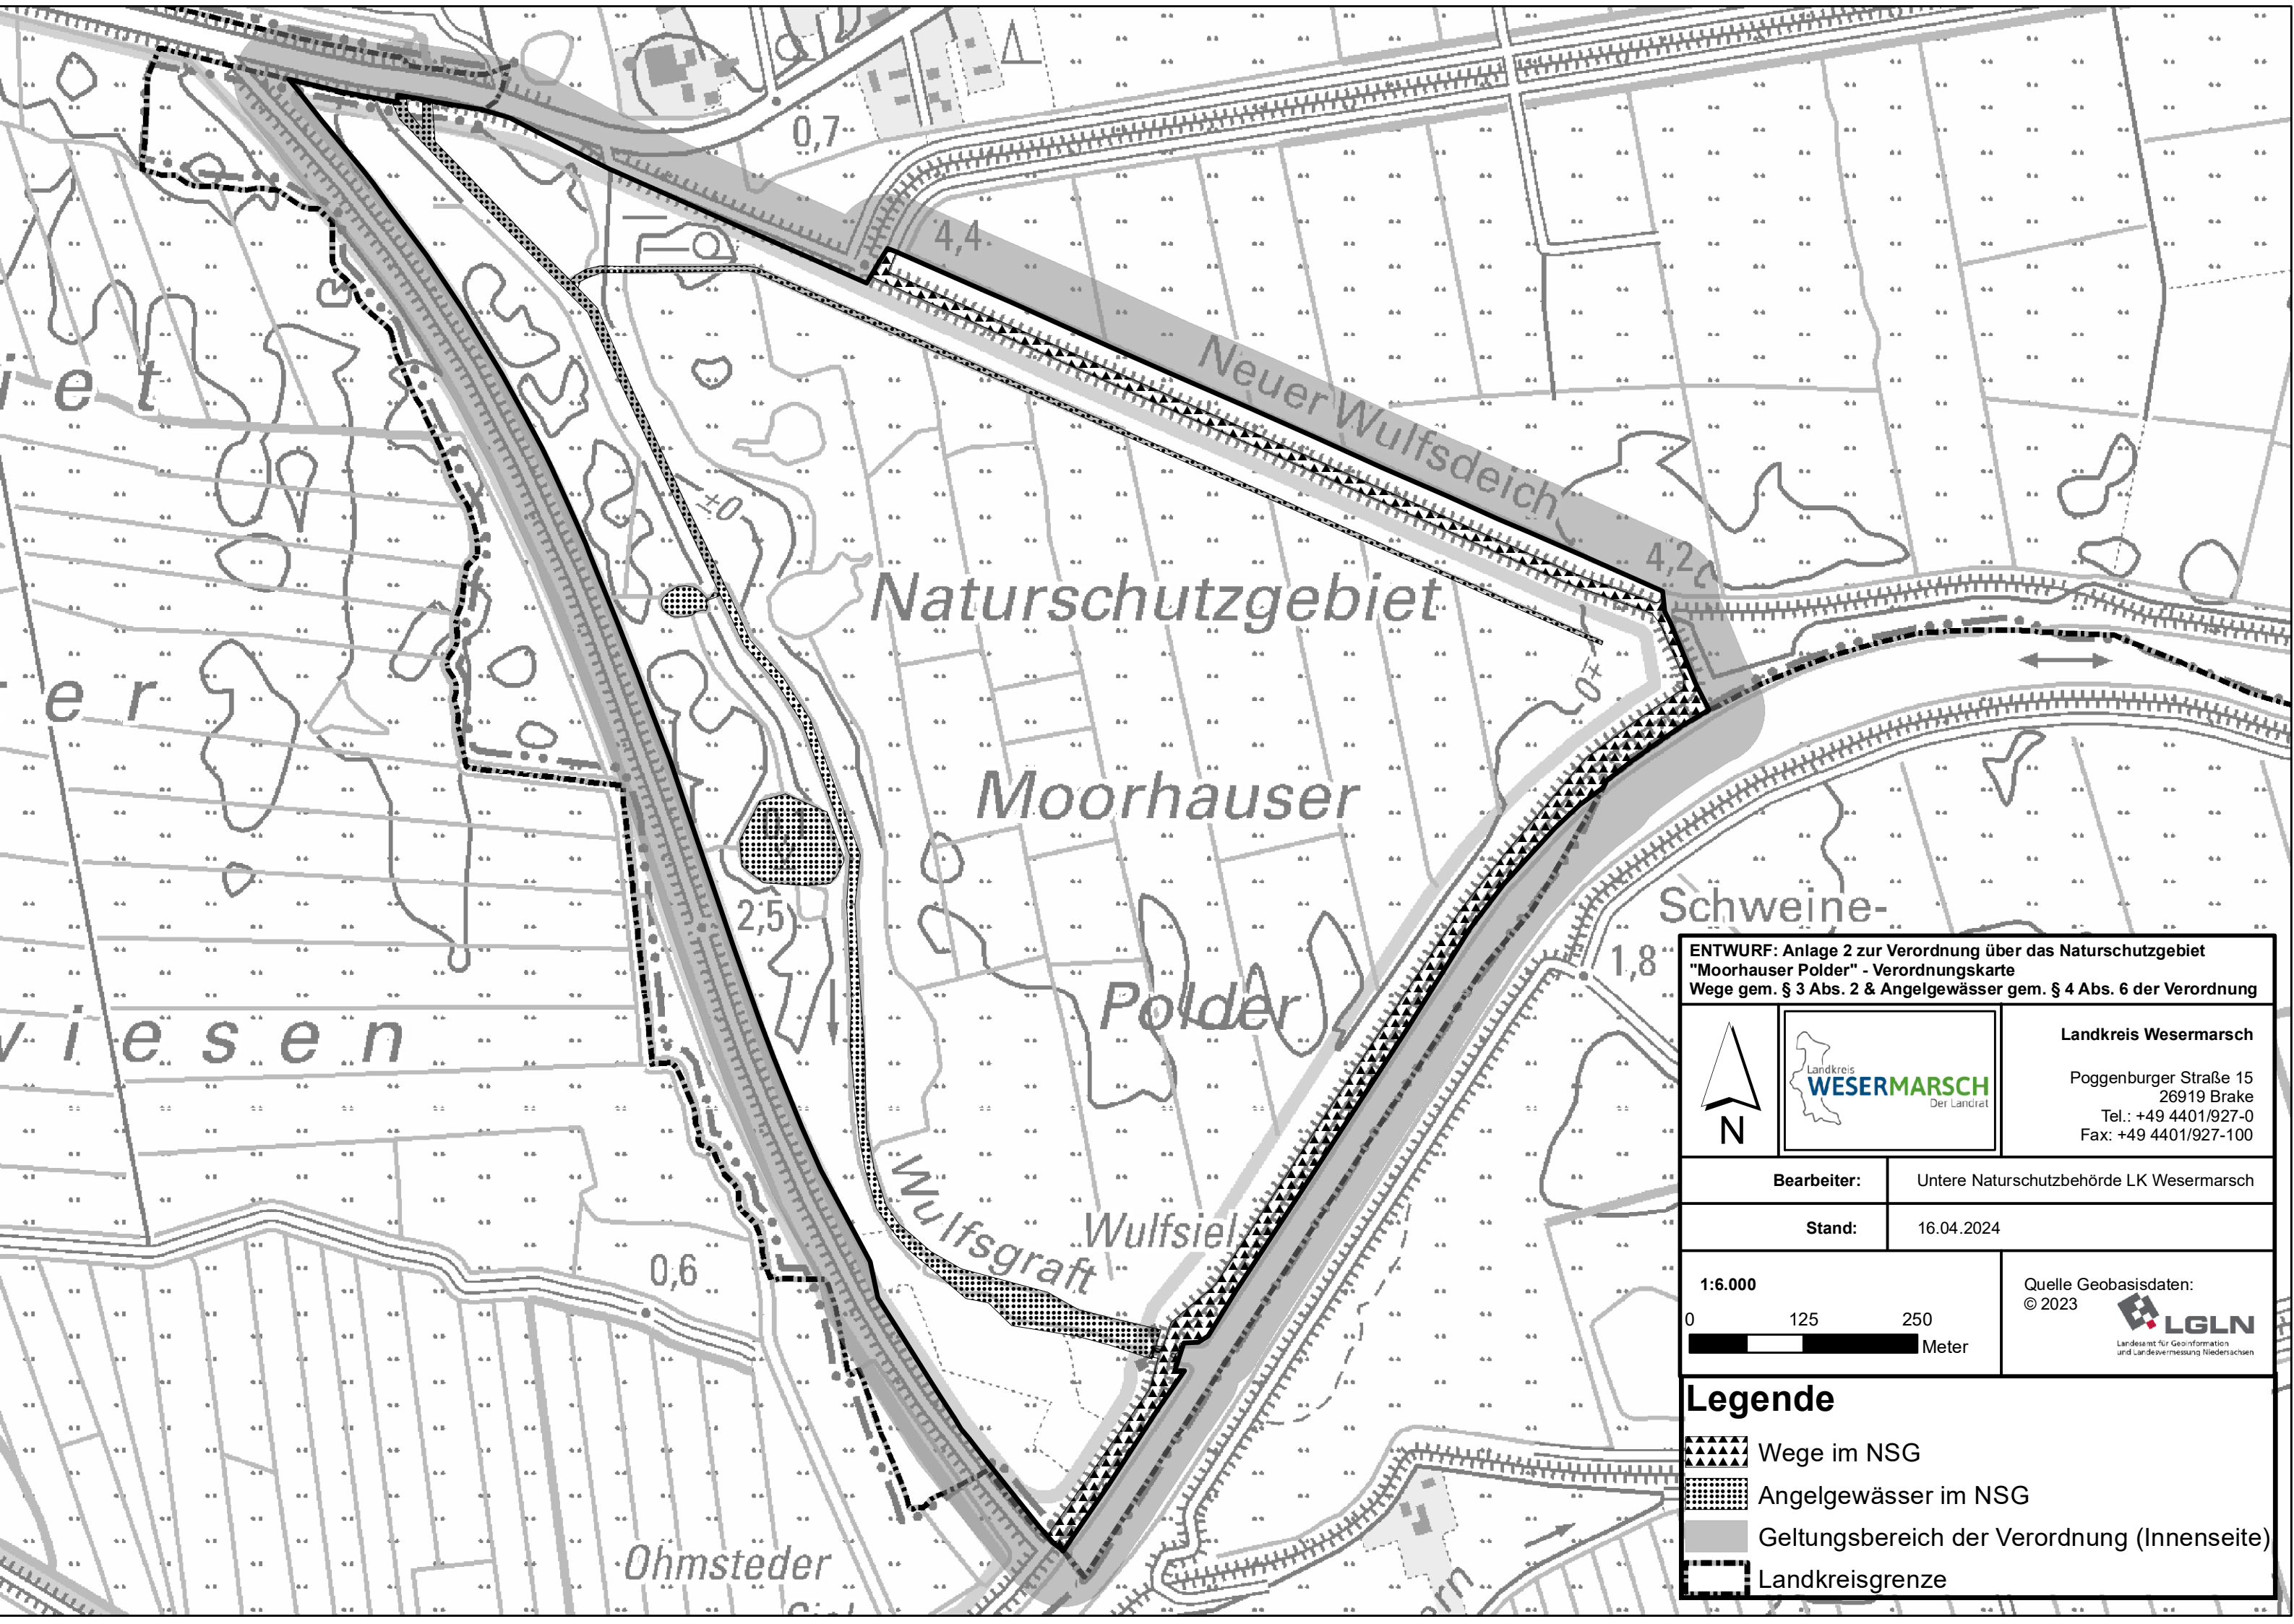 0,7
4,4
Neuer Wulfsdeich
4,2
±0
±0
Naturschutzgebiet
Moorhauser
Polder
2,5
Schweine-
1,8
Wulfsgraft
Wulfsiel
0,6
Ohmsteder
iet
er
wiesen
ENTWURF: Anlage 2 zur Verordnung über das Naturschutzgebiet
"Moorhauser Polder" - Verordnungskarte
Wege gem. § 3 Abs. 2 & Angelgewässer gem. § 4 Abs. 6 der Verordnung
N
Landkreis
WESERMARSCH
Der Landrat
Landkreis Wesermarsch
Poggenburger Straße 15
26919 Brake
Tel.: +49 4401/927-0
Fax: +49 4401/927-100
Bearbeiter: Untere Naturschutzbehörde LK Wesermarsch
Stand: 16.04.2024
1:6.000
0 125 250
Meter
Quelle Geobasisdaten:
© 2023
LGLN
Landesamt für Geoinformation
und Landesvermessung Niedersachsen
Legende
Wege im NSG
Angelgewässer im NSG
Geltungsbereich der Verordnung (Innenseite)
Landkreisgrenze